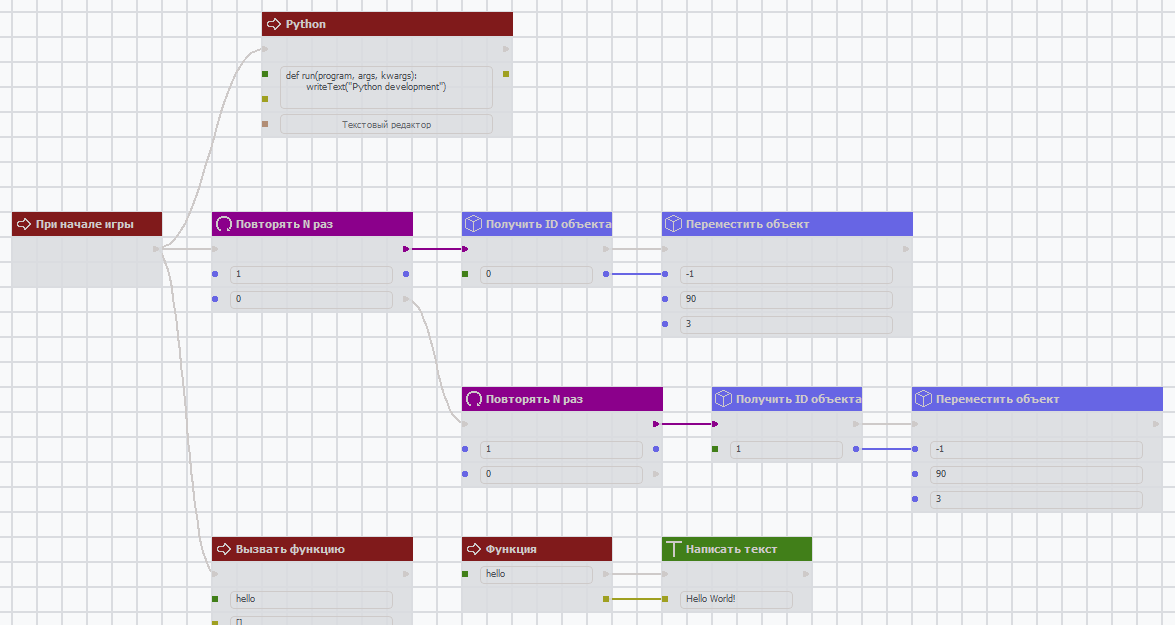 Python
def run(program, args, kwargs):
writeText("Python development")
Текстовый редактор
При начале игры
Повторять N раз
1
0
Получить ID объекта
0
Переместить объект
-1
90
3
Повторять N раз
1
0
Получить ID объекта
1
Переместить объект
-1
90
3
Вызвать функцию
hello
Функция
hello
Написать текст
Hello World!